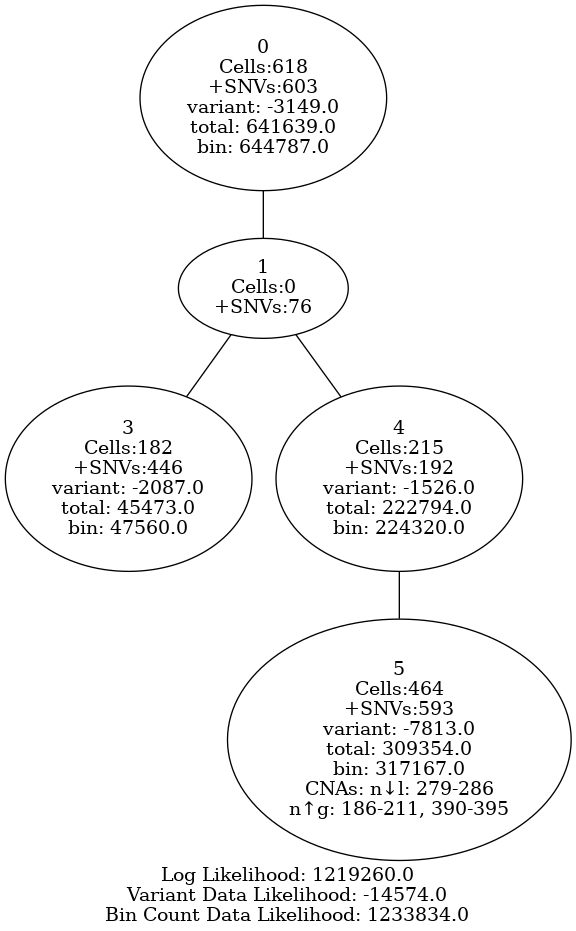 0
Cells:618
+SNVs:603
variant: -3149.0
total: 641639.0
bin: 644787.0
1
Cells:0
+SNVs:76
3
Cells:182
+SNVs:446
variant: -2087.0
total: 45473.0
bin: 47560.0
4
Cells:215
+SNVs:192
variant: -1526.0
total: 222794.0
bin: 224320.0
5
Cells:464
+SNVs:593
variant: -7813.0
total: 309354.0
bin: 317167.0
CNAs: n↓l: 279-286
n↑g: 186-211, 390-395
Log Likelihood: 1219260.0
Variant Data Likelihood: -14574.0
Bin Count Data Likelihood: 1233834.0